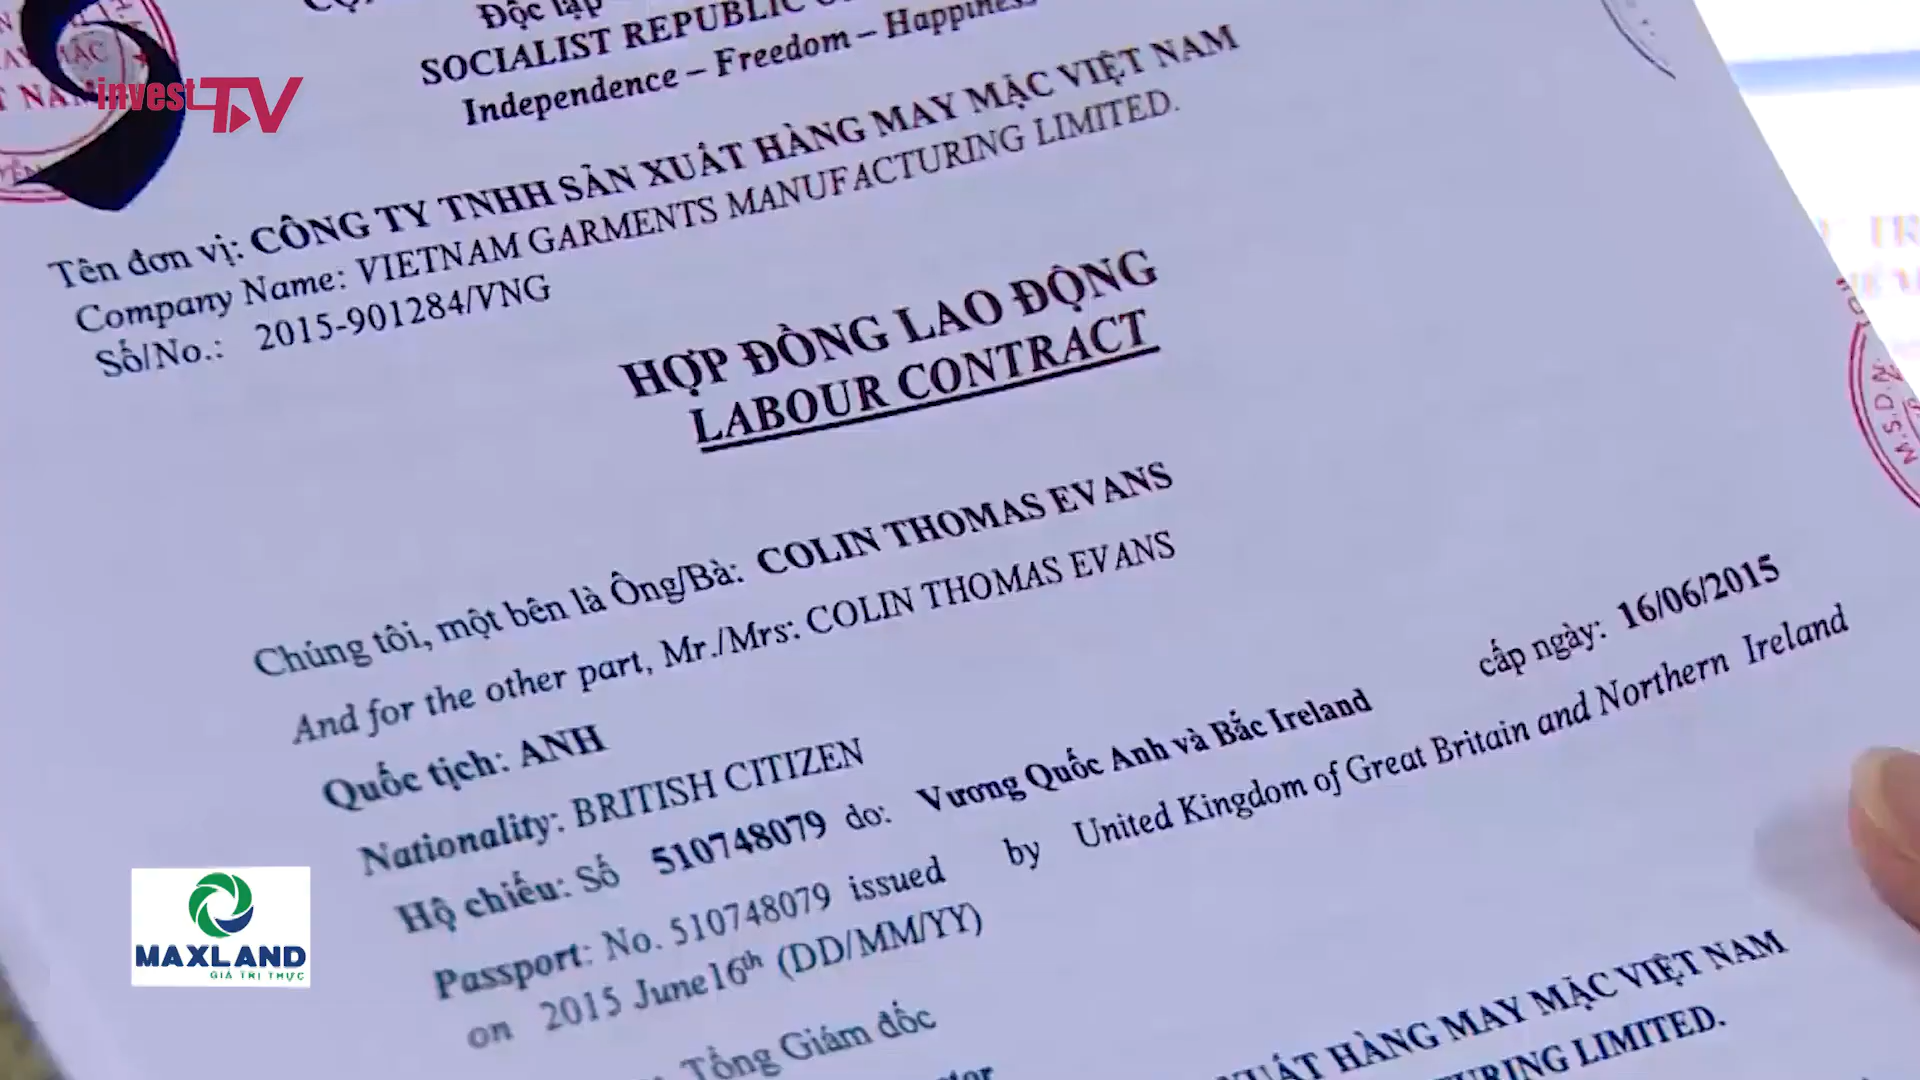 Độc lập
SOCIALIST REPUBLIC
Independence – Freedom – Happiness
investTV
Tên đơn vị: CÔNG TY TNHH SẢN XUẤT HÀNG MAY MẶC VIỆT NAM
Company Name: VIETNAM GARMENTS MANUFACTURING LIMITED.
Số/No.: 2015-901284/VNG
HỢP ĐỒNG LAO ĐỘNG
LABOUR CONTRACT
Chúng tôi, một bên là Ông/Bà: COLIN THOMAS EVANS
And for the other part, Mr./Mrs: COLIN THOMAS EVANS
Quốc tịch: ANH
Nationality: BRITISH CITIZEN
Hộ chiếu: Số 510748079 do: Vương Quốc Anh và Bắc Ireland cấp ngày: 16/06/2015
Passport: No. 510748079 issued by United Kingdom of Great Britain and Northern Ireland
on 2015 June16th (DD/MM/YY)
Tổng Giám đốc
HÀNG MAY MẶC VIỆT NAM
LIMITED.
M.S.D.N
MAXLAND
GIÁ TRỊ THỰC